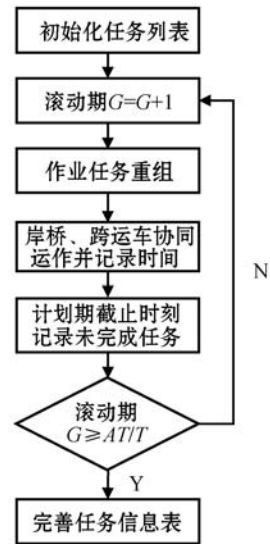 初始化任务列表
滚动期G=G+1
作业任务重组
岸桥、跨运车协同
运作并记录时间
N
计划期截止时刻
记录未完成任务
滚动期
G≥AT/T
Y
完善任务信息表